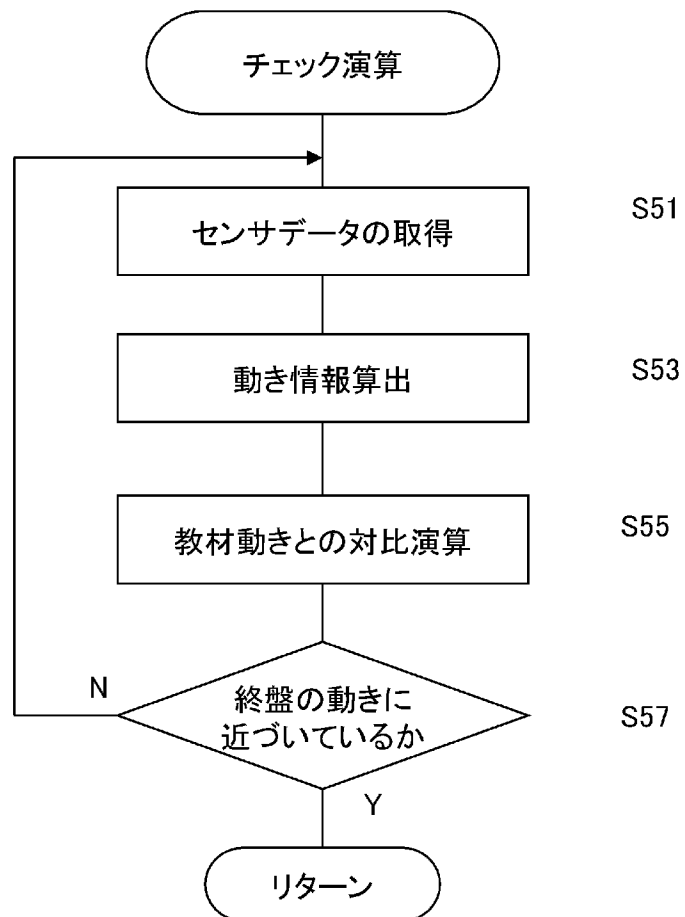 チェック演算
センサデータの取得
S51
動き情報算出
S53
教材動きとの対比演算
S55
N
終盤の動きに
近づいているか
S57
Y
リターン